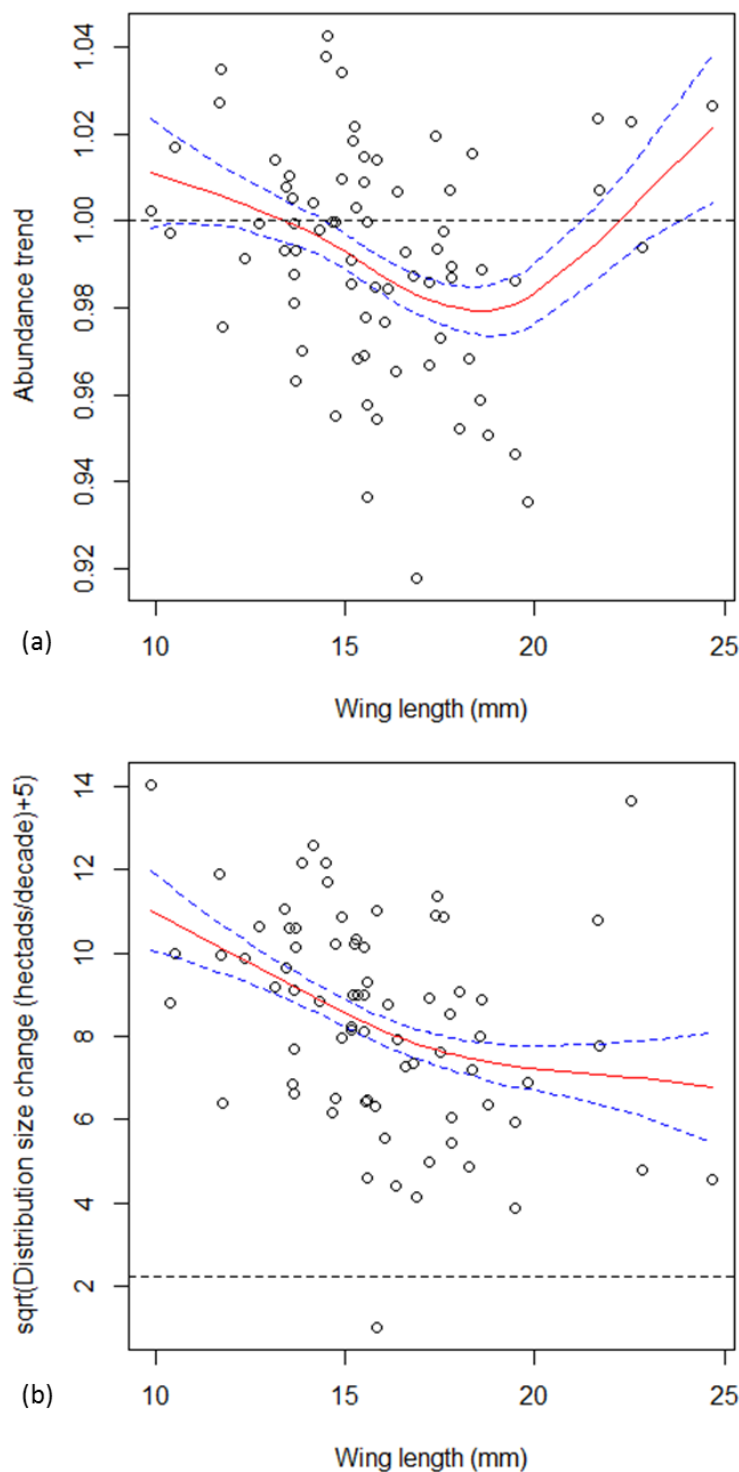 Abundance trend
1.04
1.02
1.00
0.98
0.96
0.94
0.92
10 15 20 25
(a)
Wing length (mm)
sqrt(Distribution size change (hectads/decade)+5)
14
12
10
8
6
4
2
10 15 20 25
(b)
Wing length (mm)